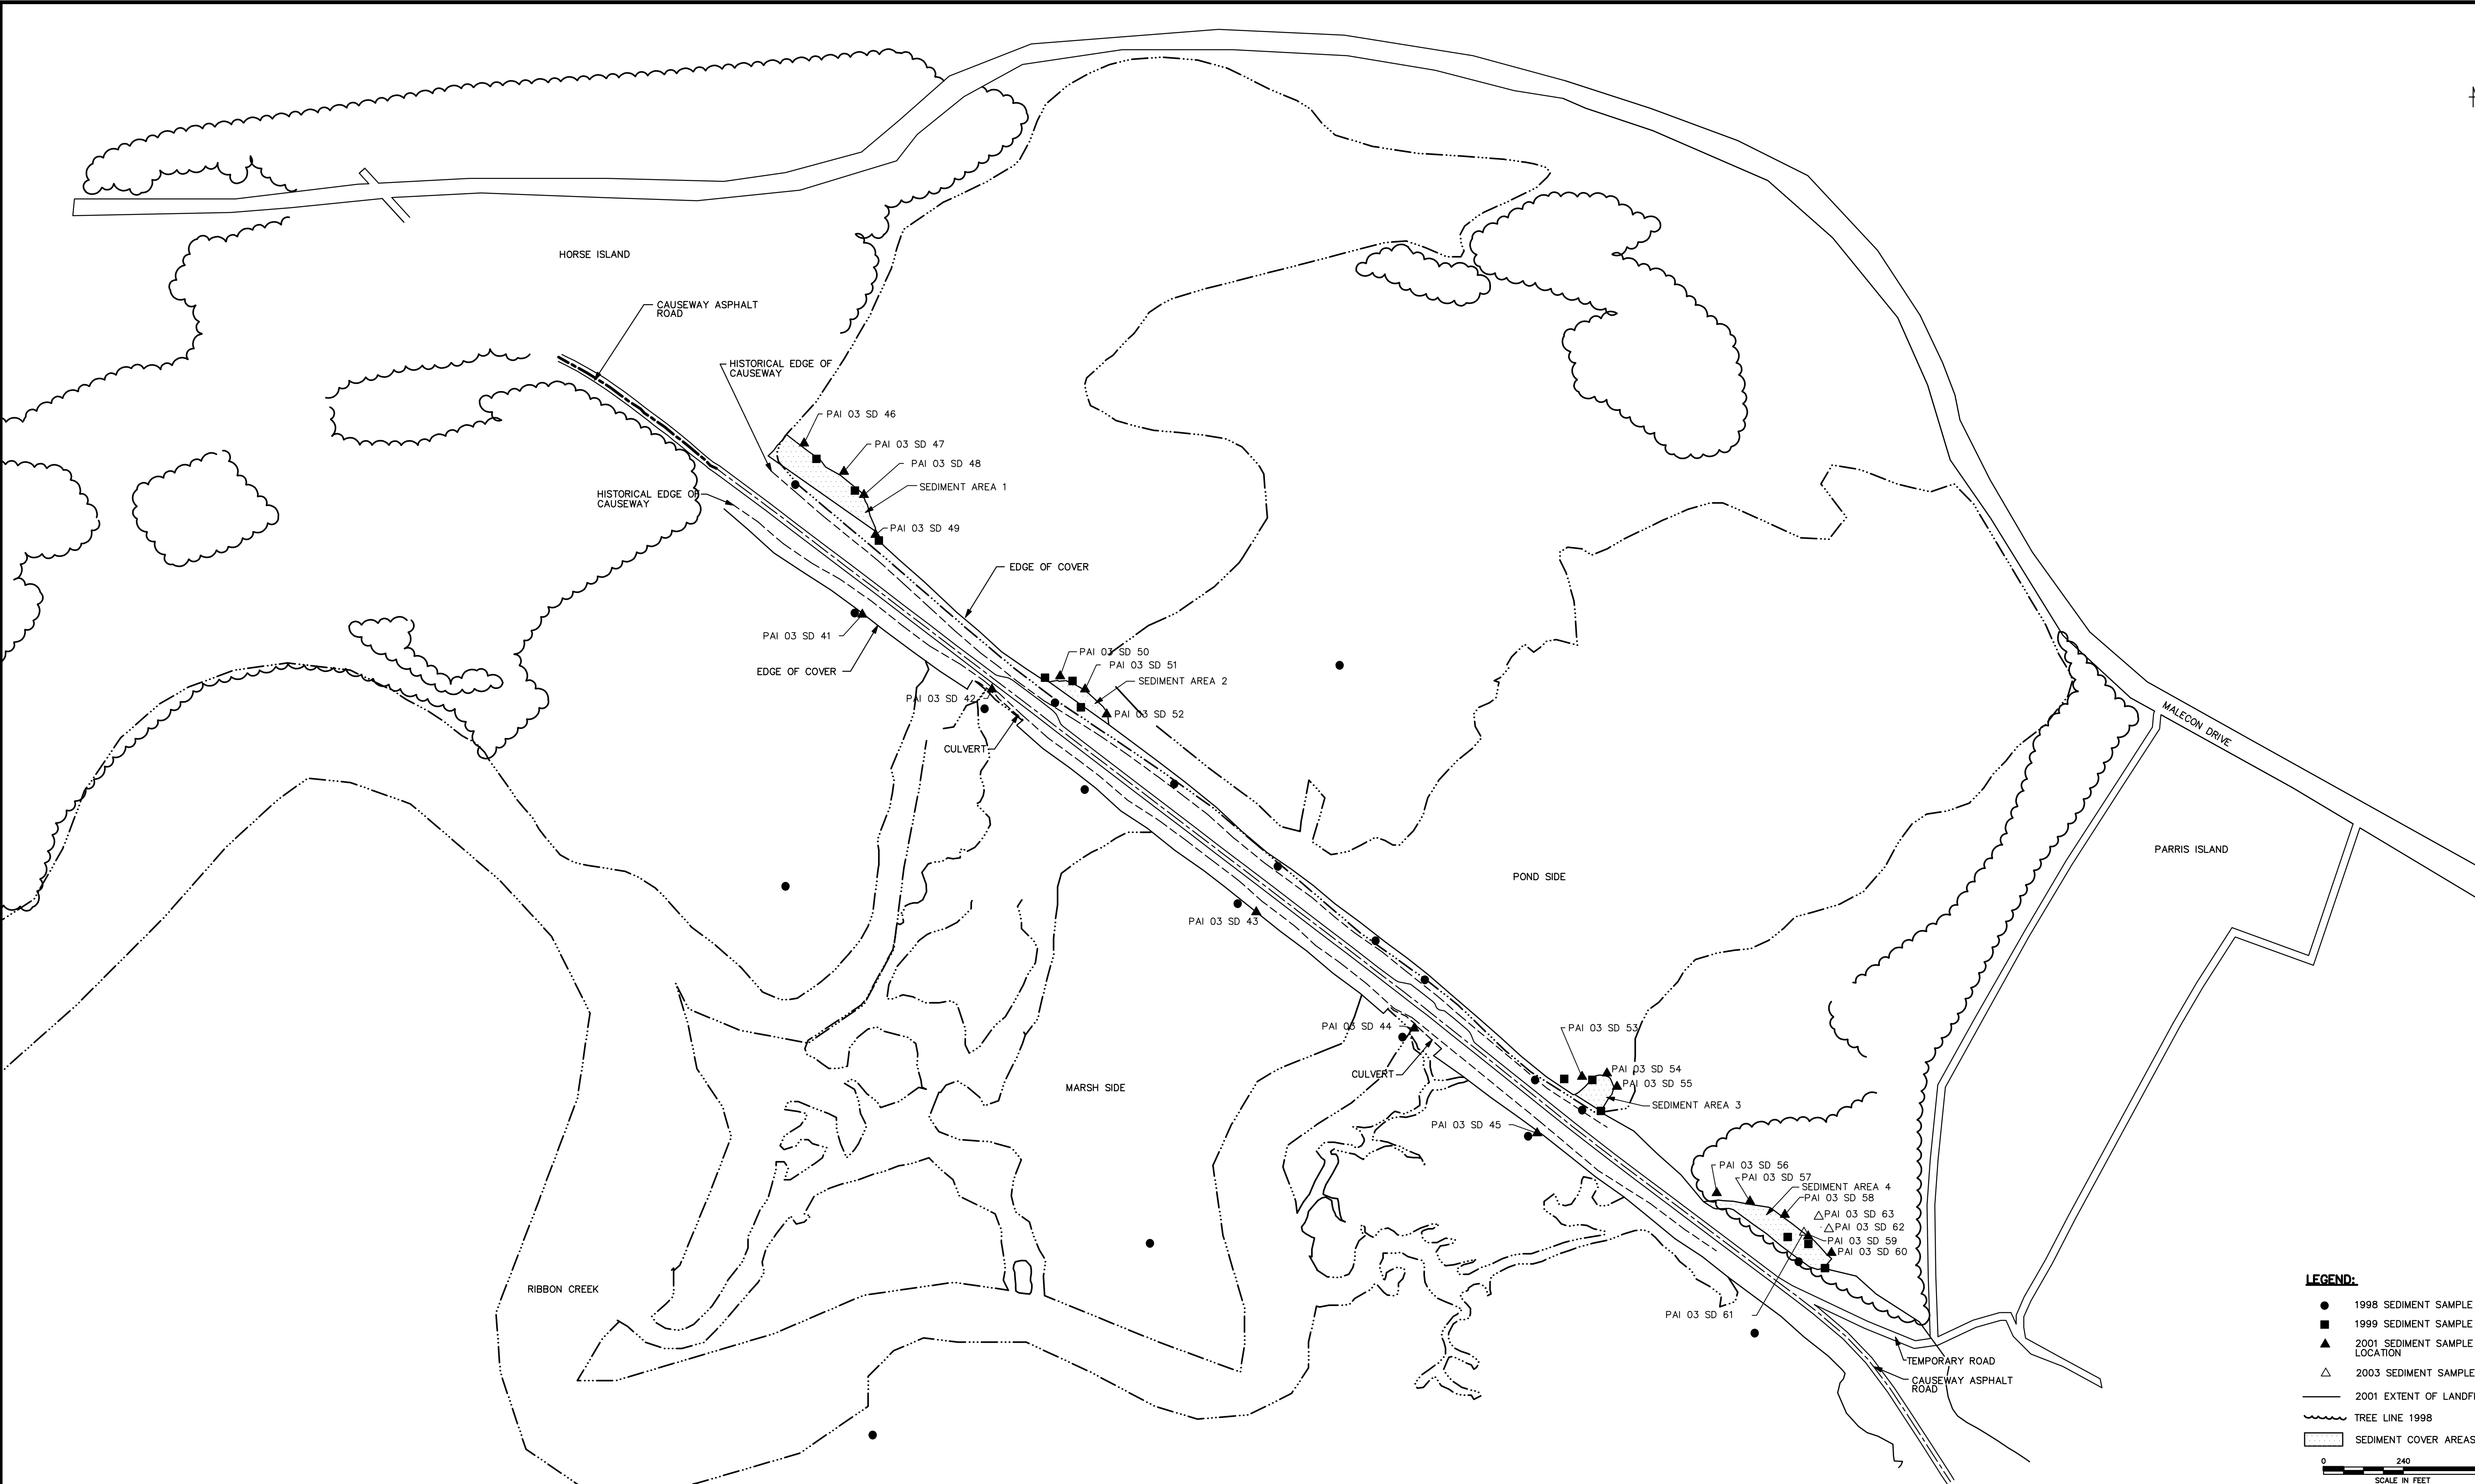 HORSE ISLAND
CAUSEWAY ASPHALT
ROAD
HISTORICAL EDGE OF
CAUSEWAY
PAI 03 SD 46
PAI 03 SD 47
PAI 03 SD 48
SEDIMENT AREA 1
HISTORICAL EDGE OF
CAUSEWAY
PAI 03 SD 49
EDGE OF COVER
PAI 03 SD 41
EDGE OF COVER
PAI 03 SD 50
PAI 03 SD 51
SEDIMENT AREA 2
PAI 03 SD 42
PAI 03 SD 52
CULVERT
MALECON DRIVE
PARRIS ISLAND
POND SIDE
PAI 03 SD 43
PAI 03 SD 44
PAI 03 SD 53
PAI 03 SD 54
CULVERT
PAI 03 SD 55
MARSH SIDE
SEDIMENT AREA 3
PAI 03 SD 45
PAI 03 SD 56
PAI 03 SD 57
SEDIMENT AREA 4
PAI 03 SD 58
PAI 03 SD 63
PAI 03 SD 62
PAI 03 SD 59
PAI 03 SD 60
RIBBON CREEK
PAI 03 SD 61
TEMPORARY ROAD
CAUSEWAY ASPHALT
ROAD
LEGEND:
1998 SEDIMENT SAMPLE
1999 SEDIMENT SAMPLE
2001 SEDIMENT SAMPLE
LOCATION
2003 SEDIMENT SAMPLE
2001 EXTENT OF
TREE LINE 1998
SEDIMENT COVER AREAS
0 240
SCALE IN FEET